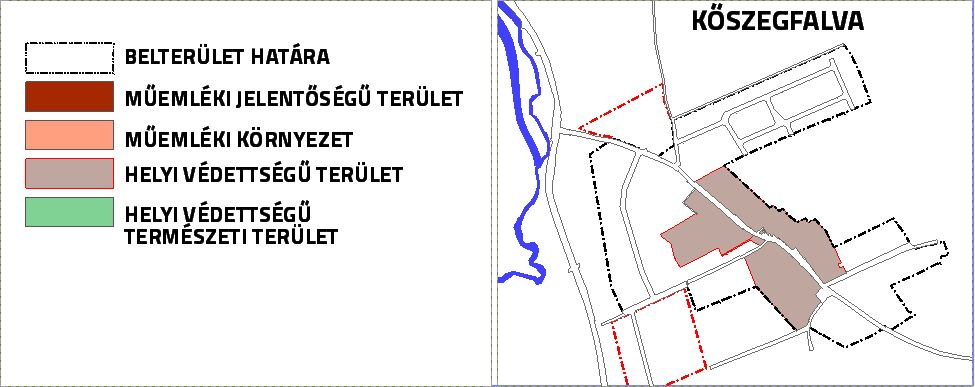 BELTERÜLET HATÁRA
MŰEMLÉKI JELENTŐSÉGŰ TERÜLET
MŰEMLÉKI KÖRNYEZET
HELYI VÉDETTSÉGŰ TERÜLET
HELYI VÉDETTSÉGŰ
TERMÉSZETI TERÜLET
KŐSZEGFALVA